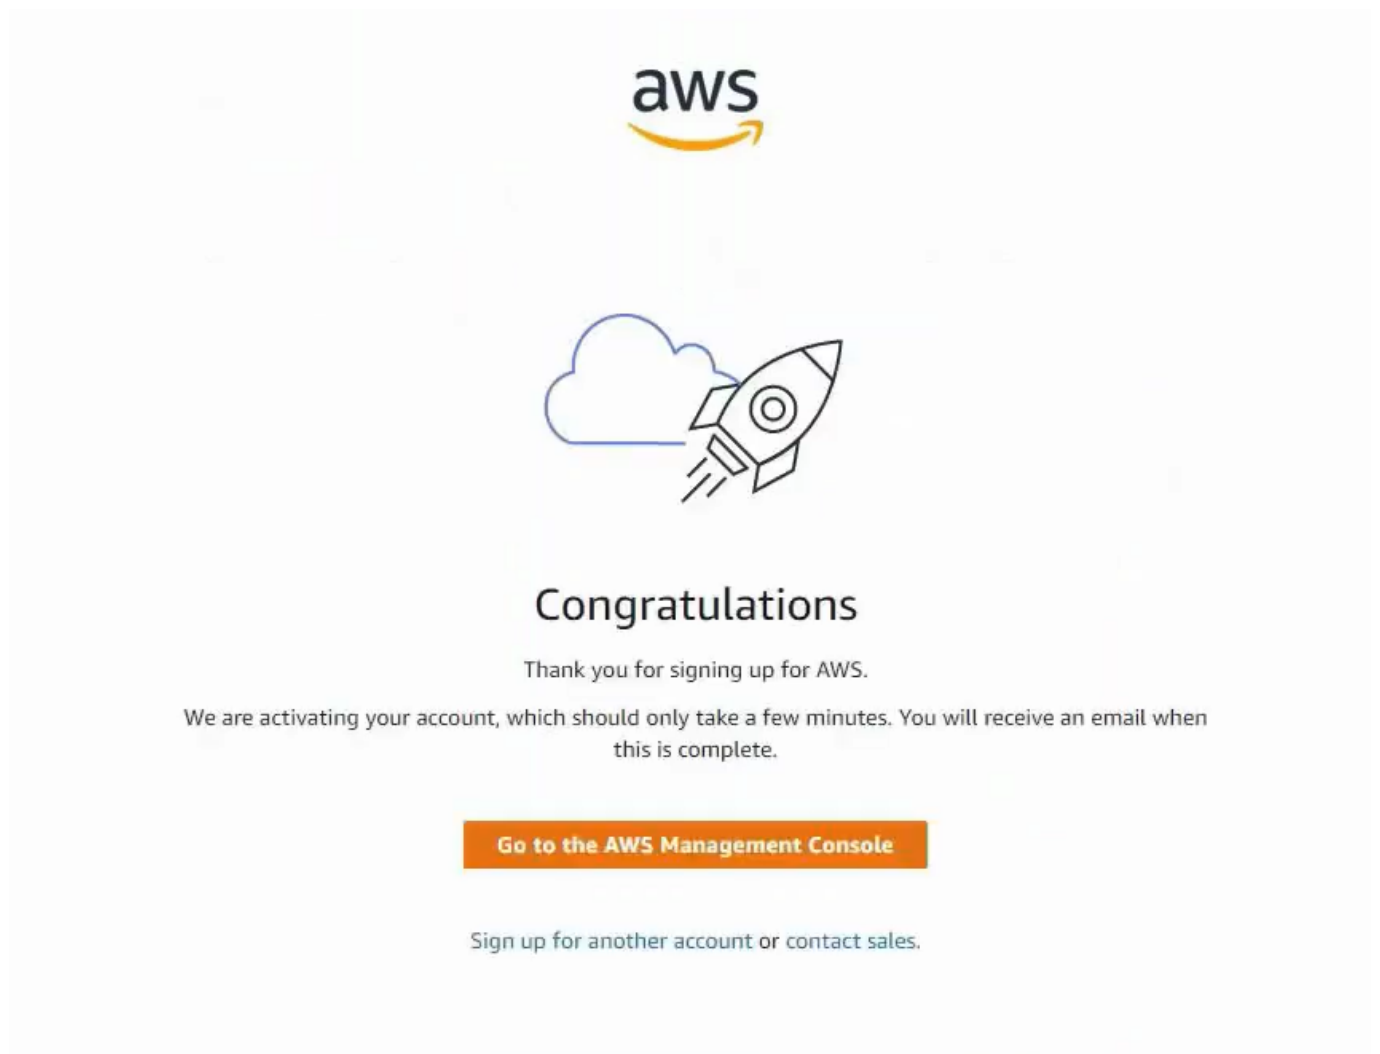 aws
Congratulations
Thank you for signing up for AWS.
We are activating your account, which should only take a few minutes. You will receive an email when
this is complete.
Go to the AWS Management Console
Sign up for another account or contact sales.